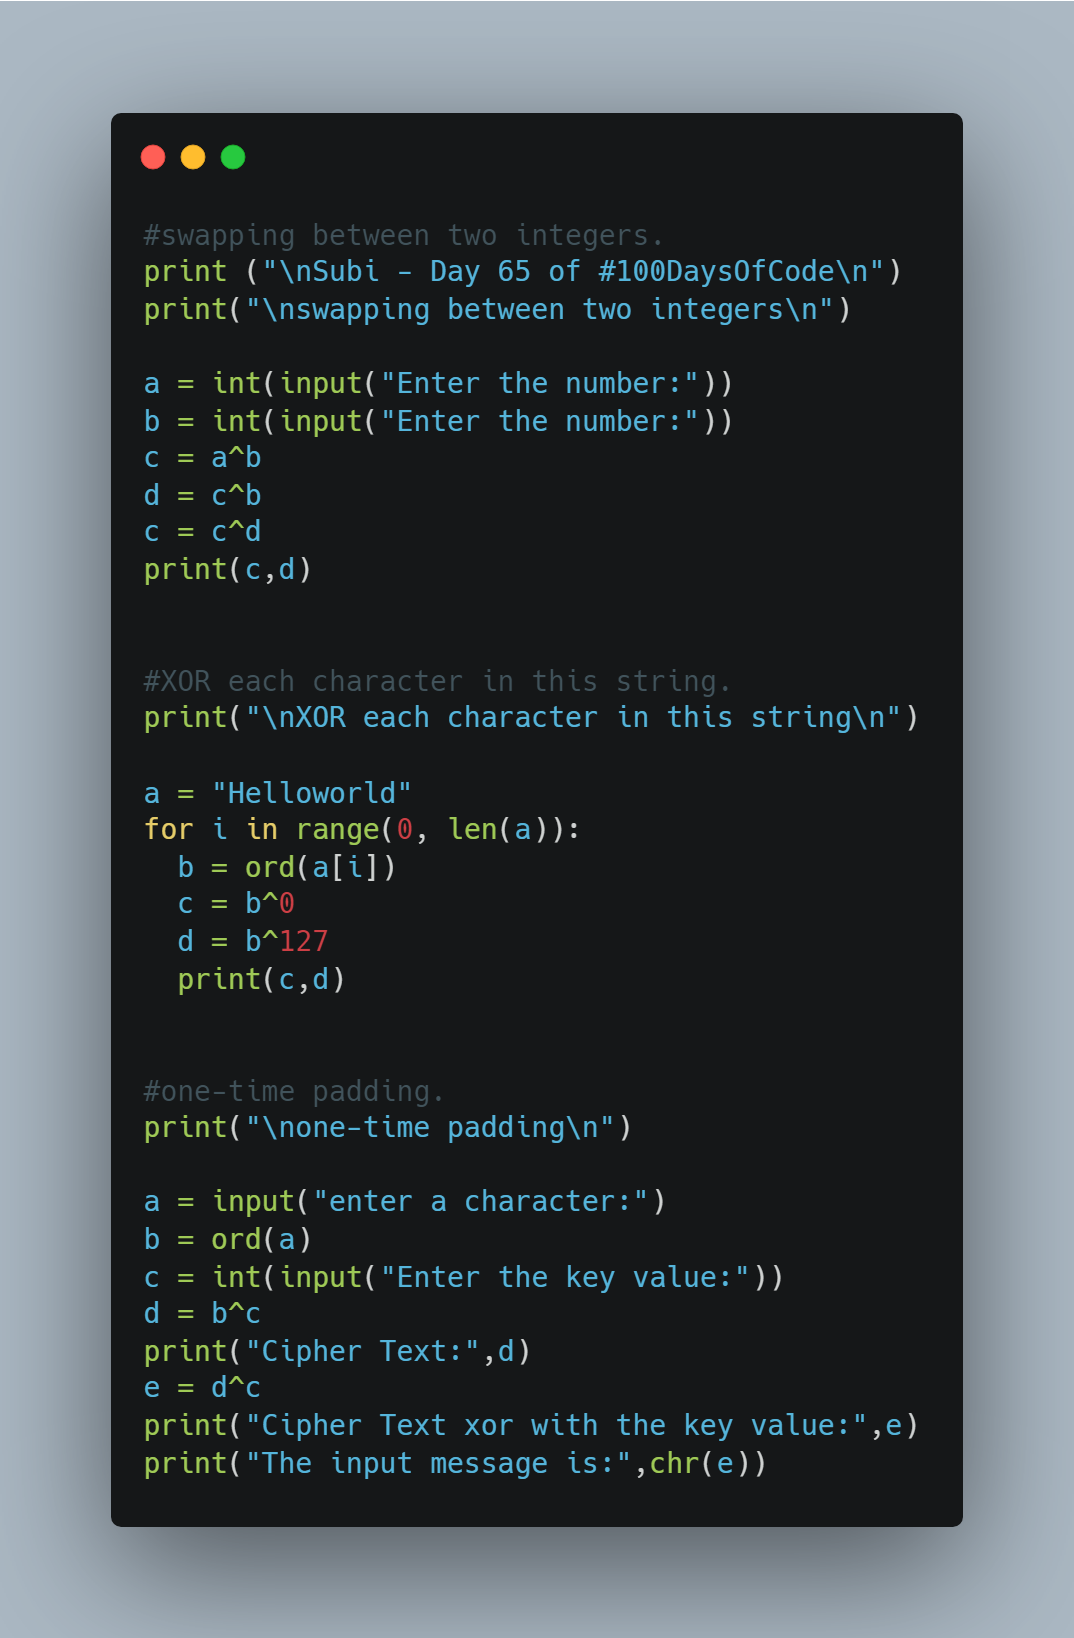 #swapping between two integers.
print ("\nSubi - Day 65 of #100DaysOfCode\n")
print("\nswapping between two integers\n")
a = int(input("Enter the number:"))
b = int(input("Enter the number:"))
c = a^b
d = c^b
c = c^d
print(c,d)
#XOR each character in this string.
print("\nXOR each character in this string\n")
a = "Helloworld"
for i in range(0, len(a)):
  b = ord(a[i])
  c = b^0
  d = b^127
  print(c,d)
#one-time padding.
print("\none-time padding\n")
a = input("enter a character:")
b = ord(a)
c = int(input("Enter the key value:"))
d = b^c
print("Cipher Text:",d)
e = d^c
print("Cipher Text xor with the key value:",e)
print("The input message is:",chr(e))